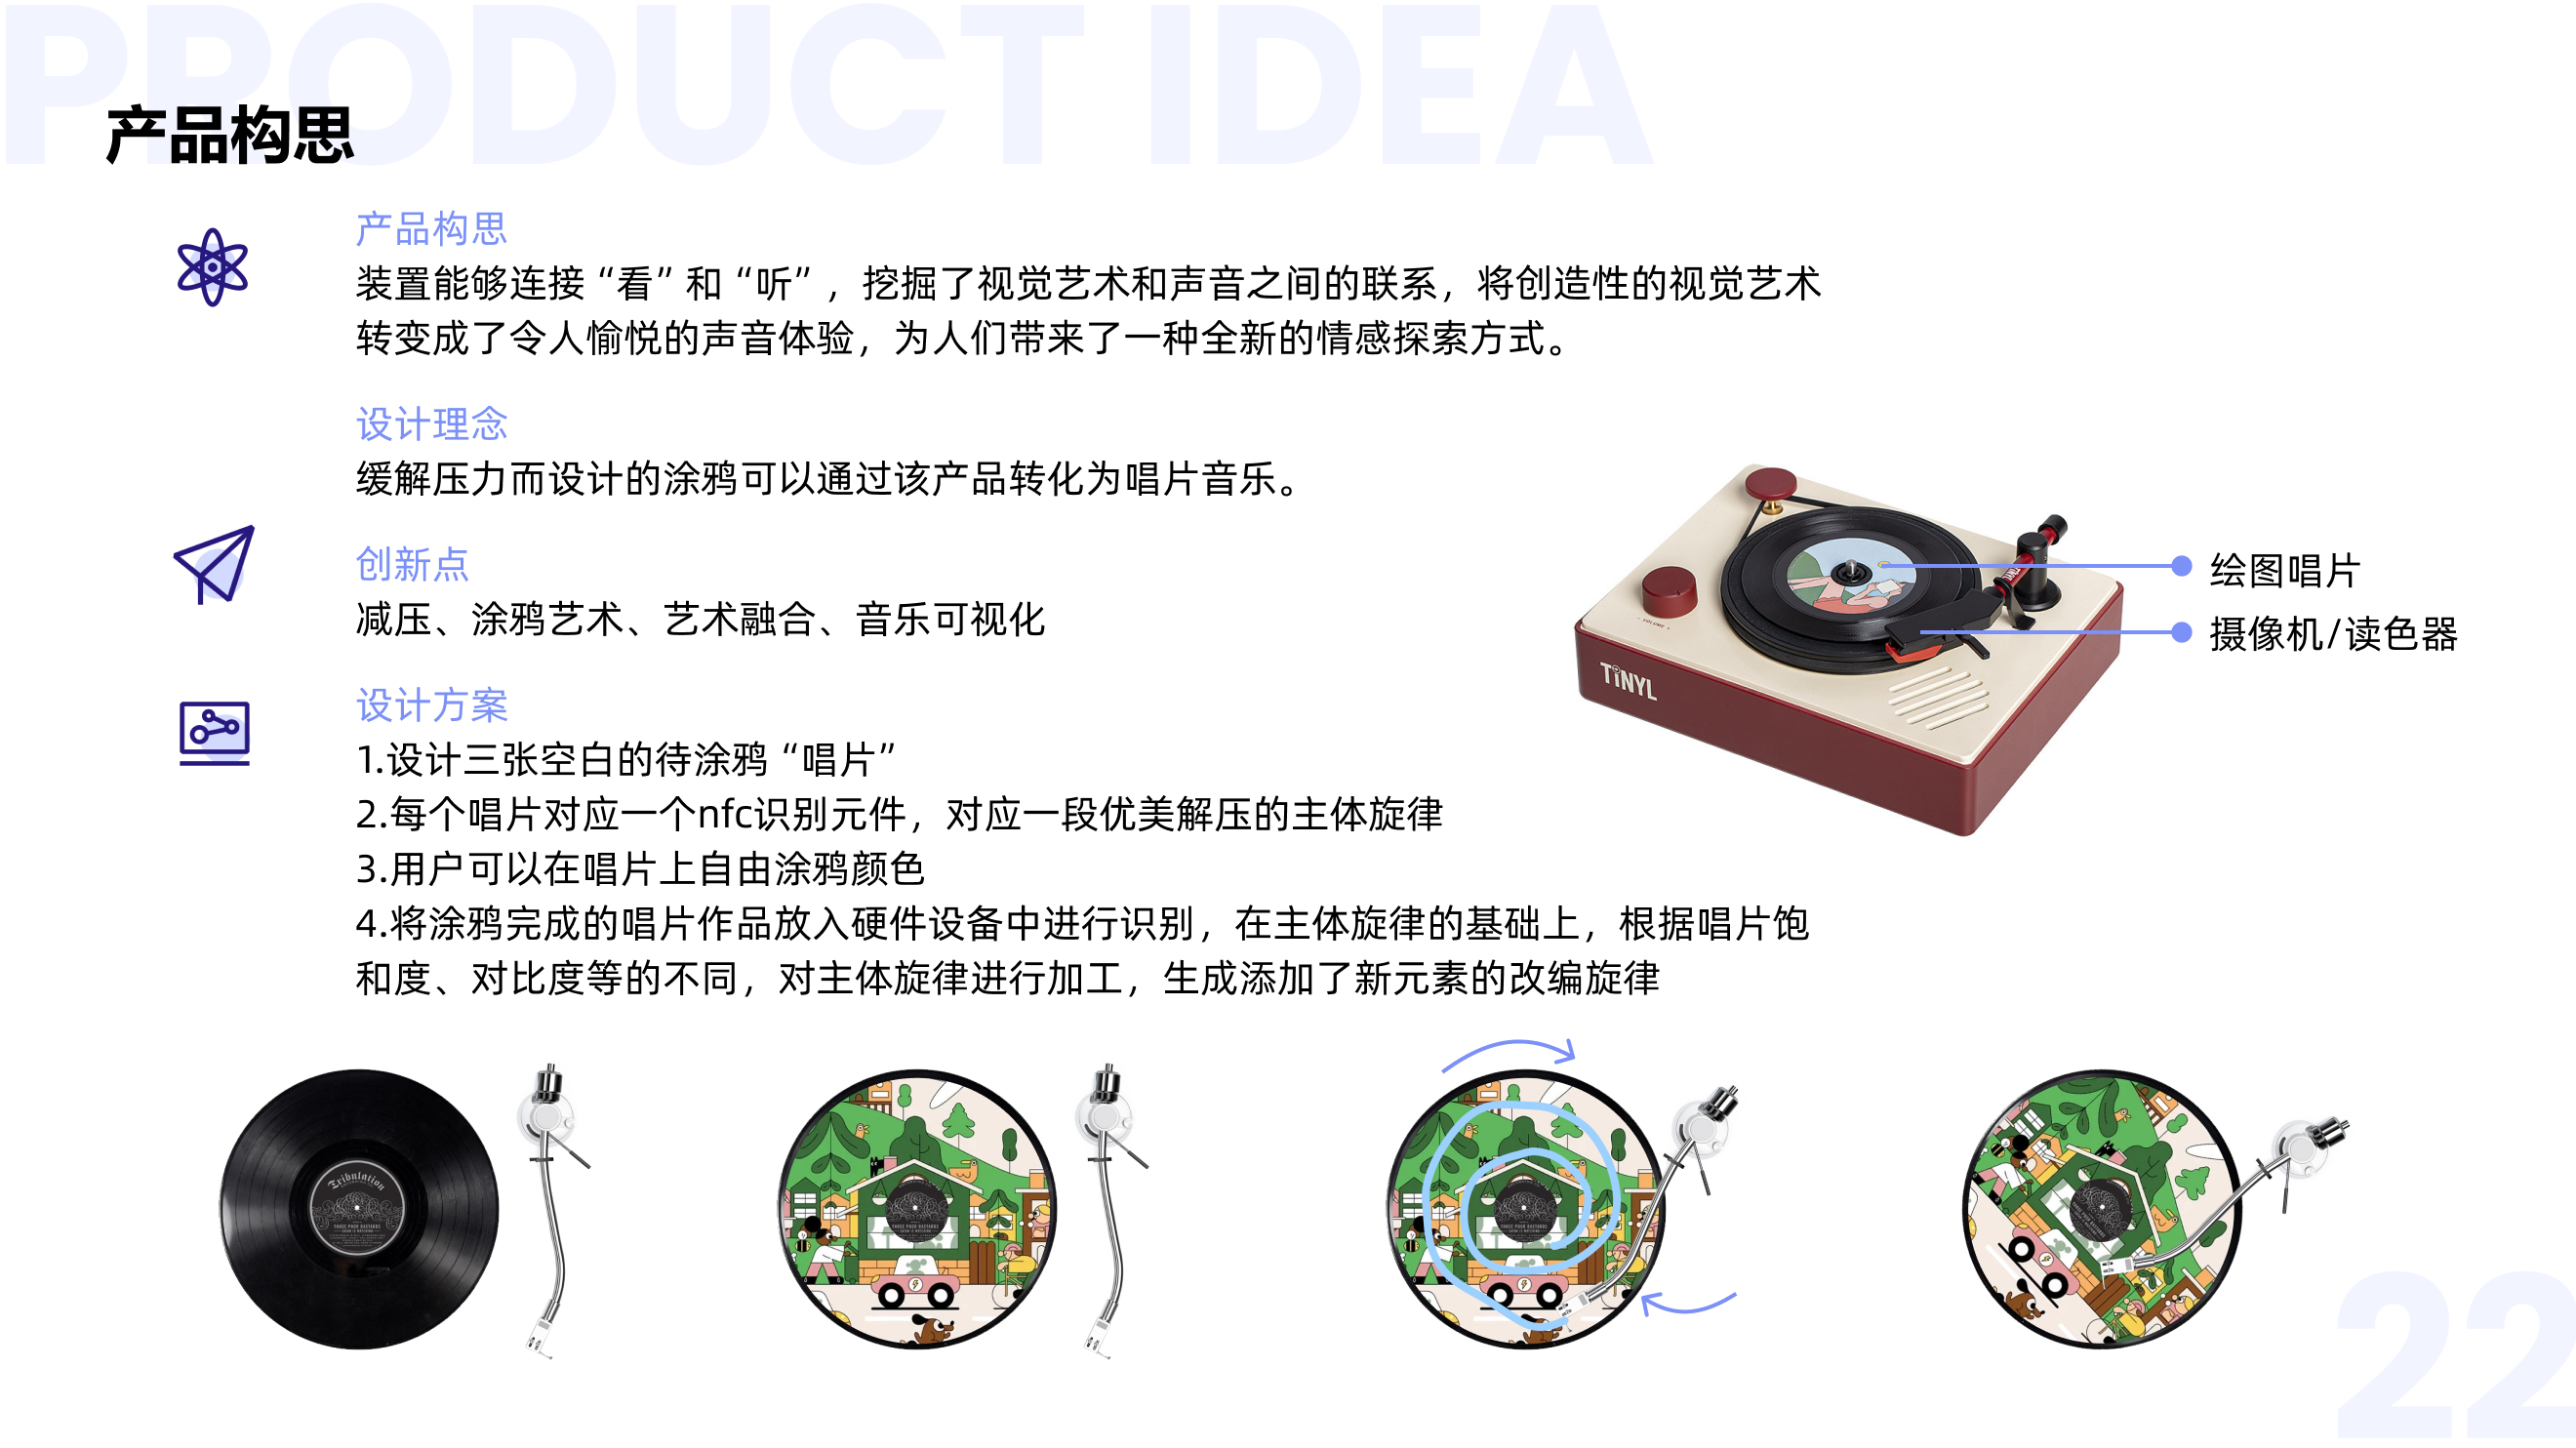 PRODUCT IDEA
产品构思
产品构思
装置能够连接“看”和“听”，挖掘了视觉艺术和声音之间的联系，将创造性的视觉艺术
转变成了令人愉悦的声音体验，为人们带来了一种全新的情感探索方式。
设计理念
缓解压力而设计的涂鸦可以通过该产品转化为唱片音乐。
创新点
减压、涂鸦艺术、艺术融合、音乐可视化
设计方案
1.设计三张空白的待涂鸦“唱片”
2.每个唱片对应一个nfc识别元件，对应一段优美解压的主体旋律
3.用户可以在唱片上自由涂鸦颜色
4.将涂鸦完成的唱片作品放入硬件设备中进行识别，在主体旋律的基础上，根据唱片饱
和度、对比度等的不同，对主体旋律进行加工，生成添加了新元素的改编旋律
绘图唱片
摄像机/读色器
VOLUME
TiNYL
Tribulation
THREE POOR BASTARDS
22